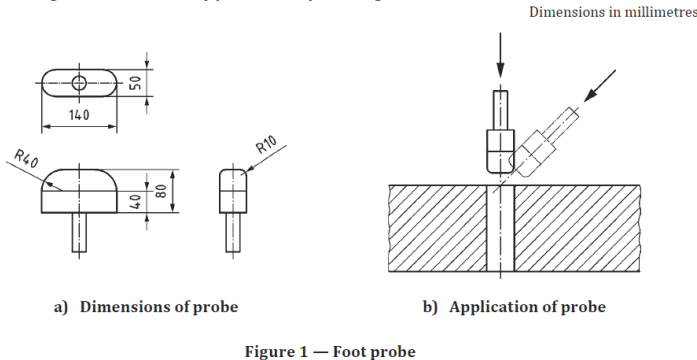 Dimensions in millimetres
50
140
R40
40
80
R10
a) Dimensions of probe
b) Application of probe
Figure 1 — Foot probe